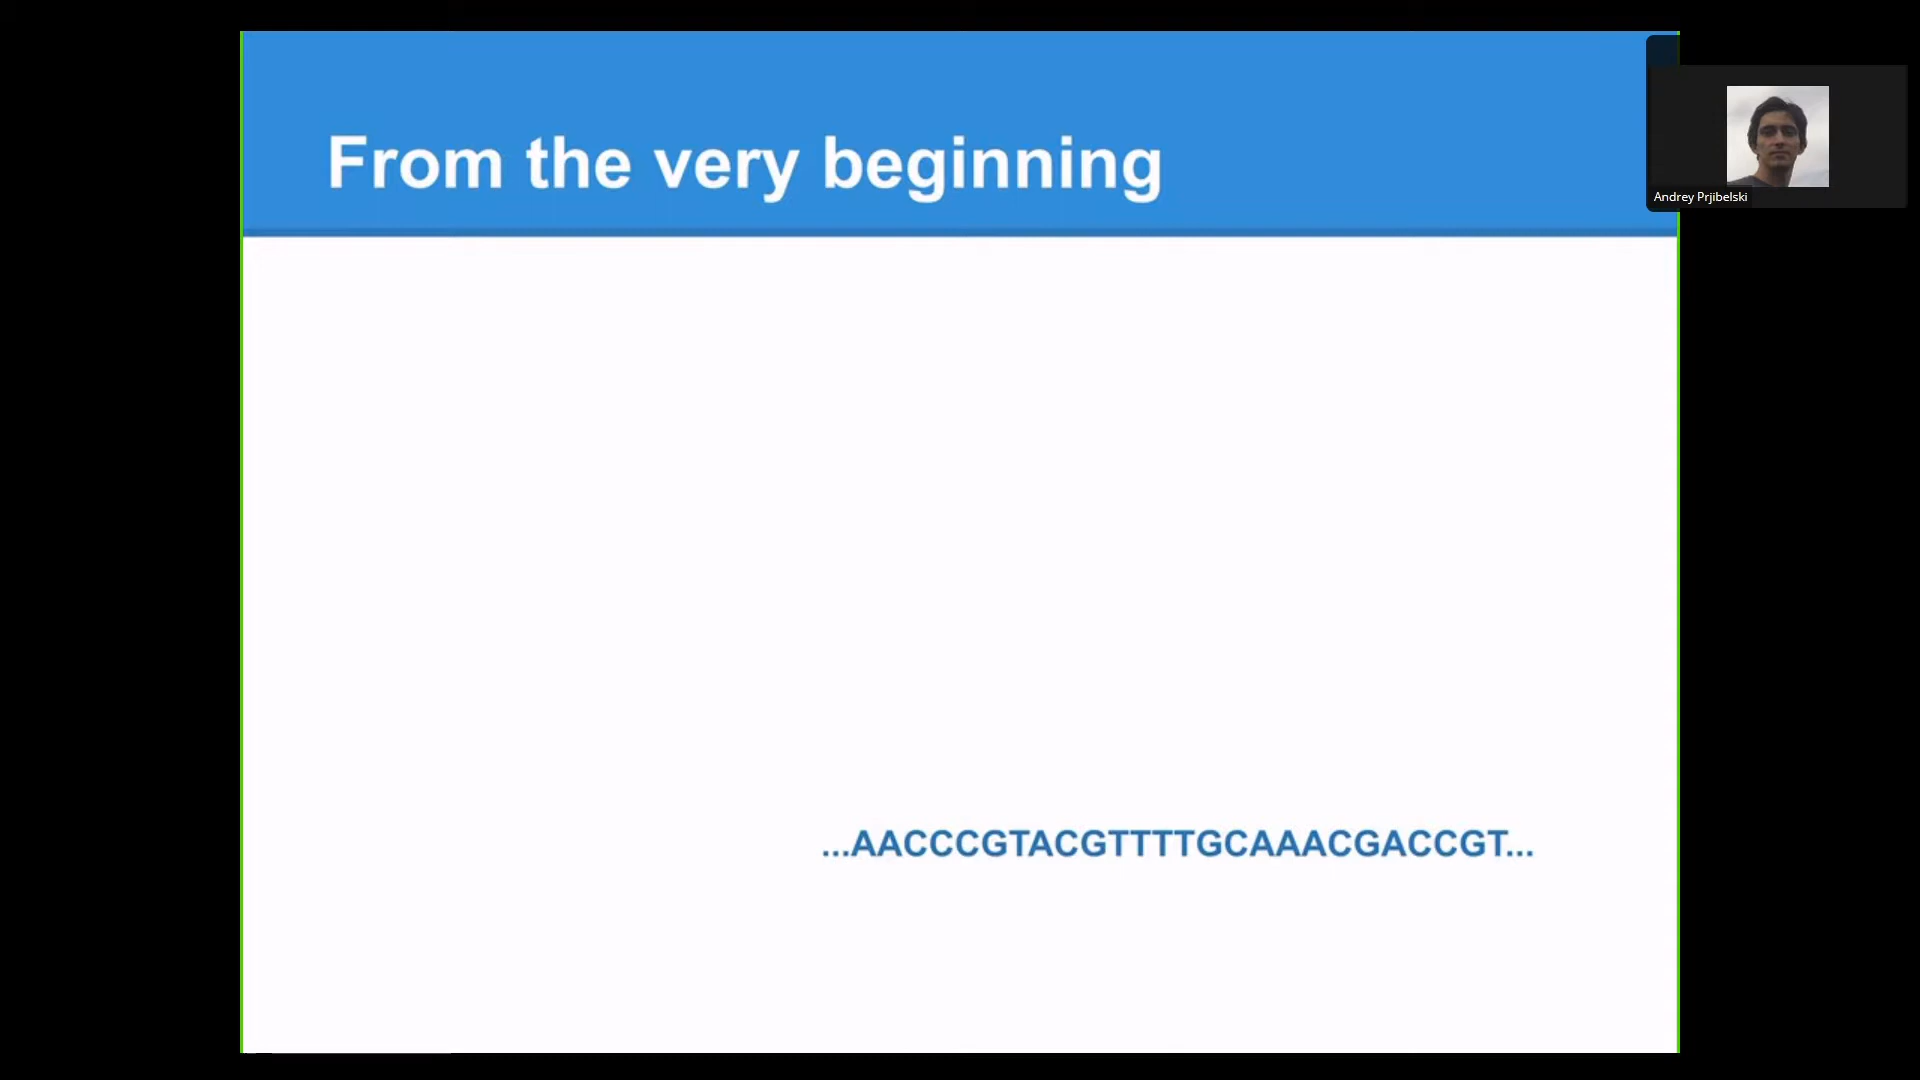 From the very beginning
Andrey Prjibelski
...AACCCGTACGTTTTGCAAACGACCGT...